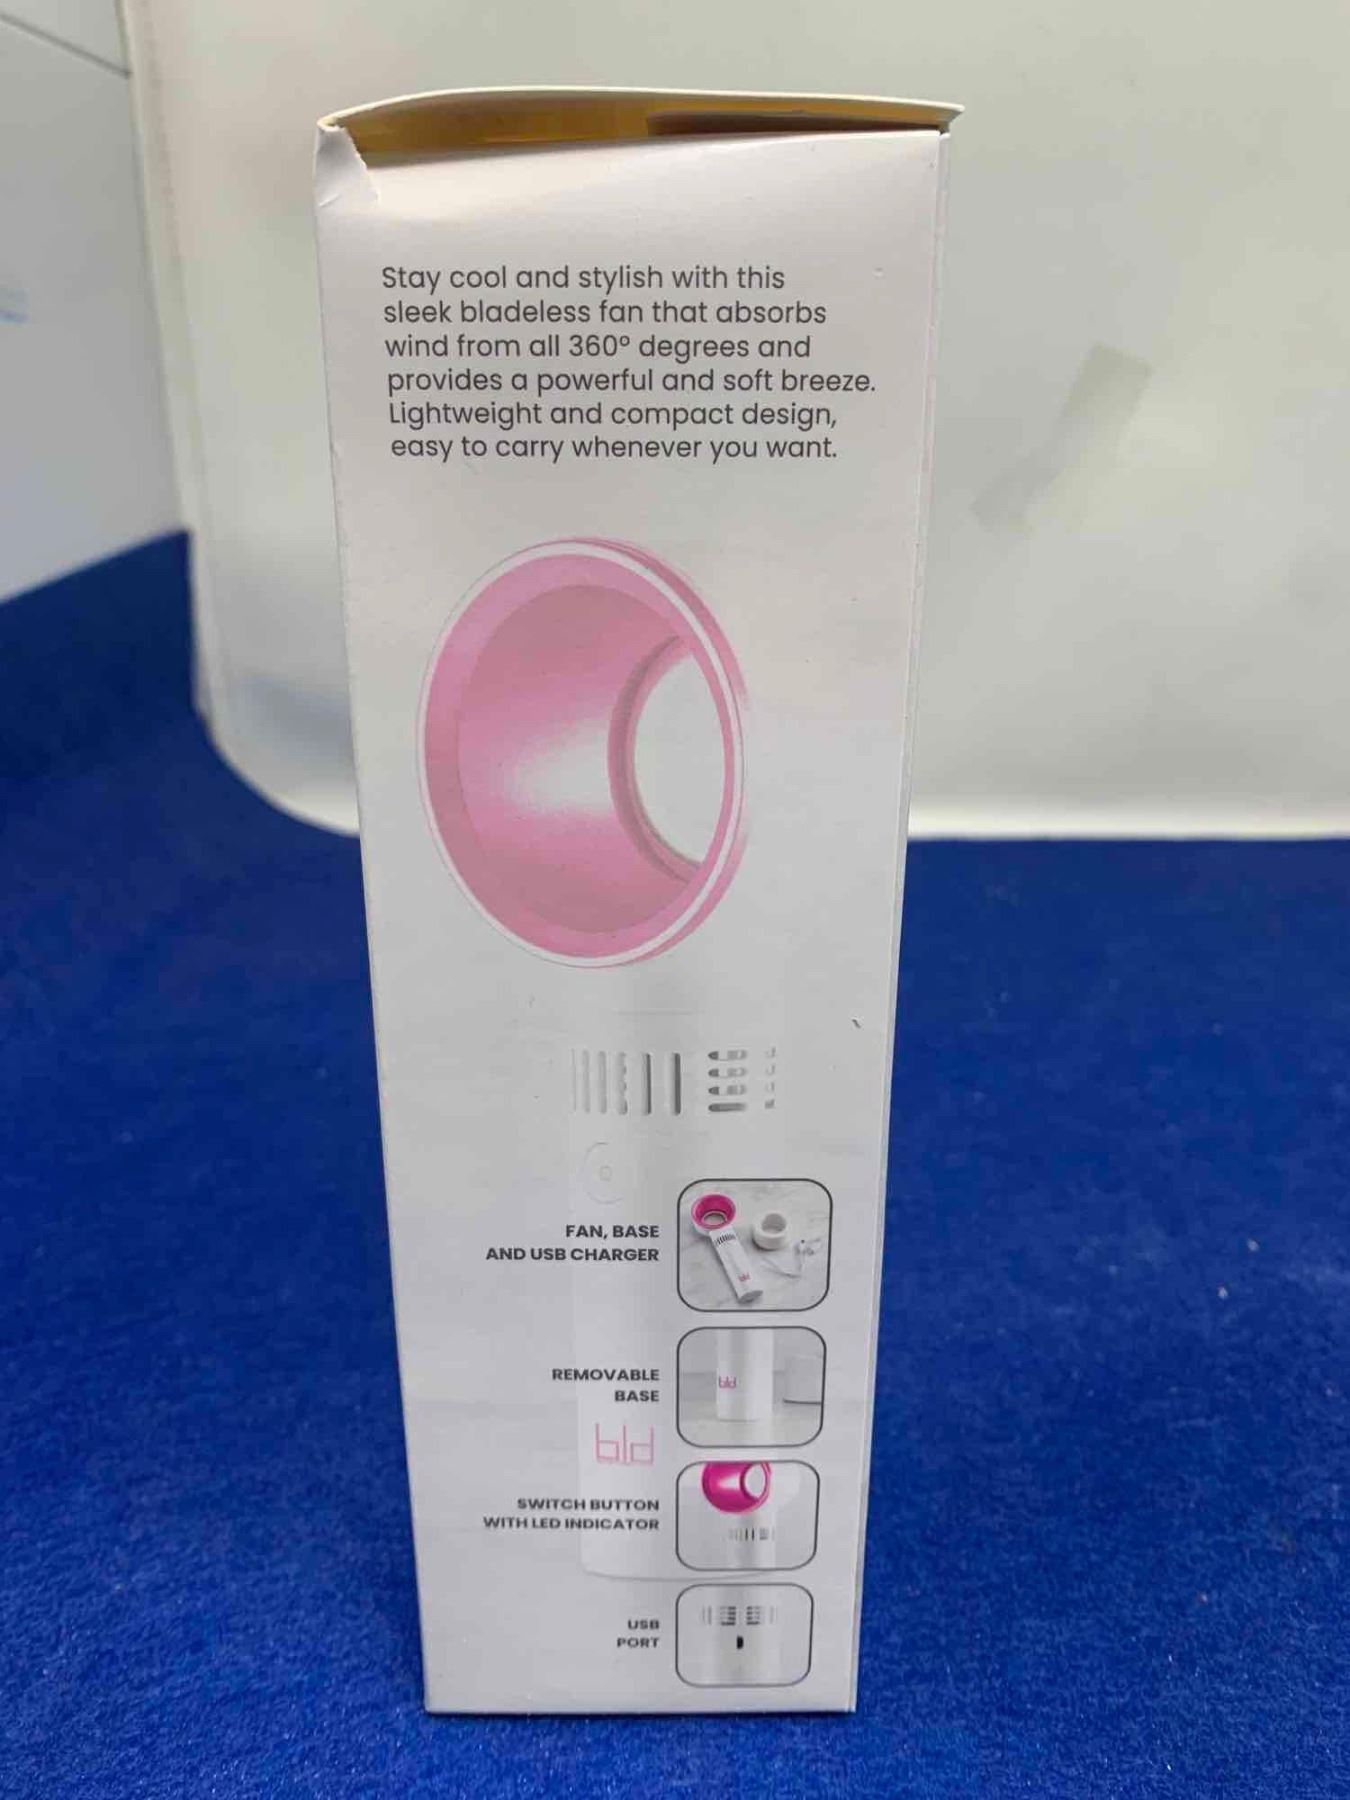 Stay cool and stylish with this
sleek bladeless fan that absorbs
wind from all 360° degrees and
provides a powerful and soft breeze.
Lightweight and compact design,
easy to carry whenever you want.
FAN, BASE
AND USB CHARGER
bld
REMOVABLE
BASE
bld
bld
SWITCH BUTTON
WITH LED INDICATOR
USB
PORT